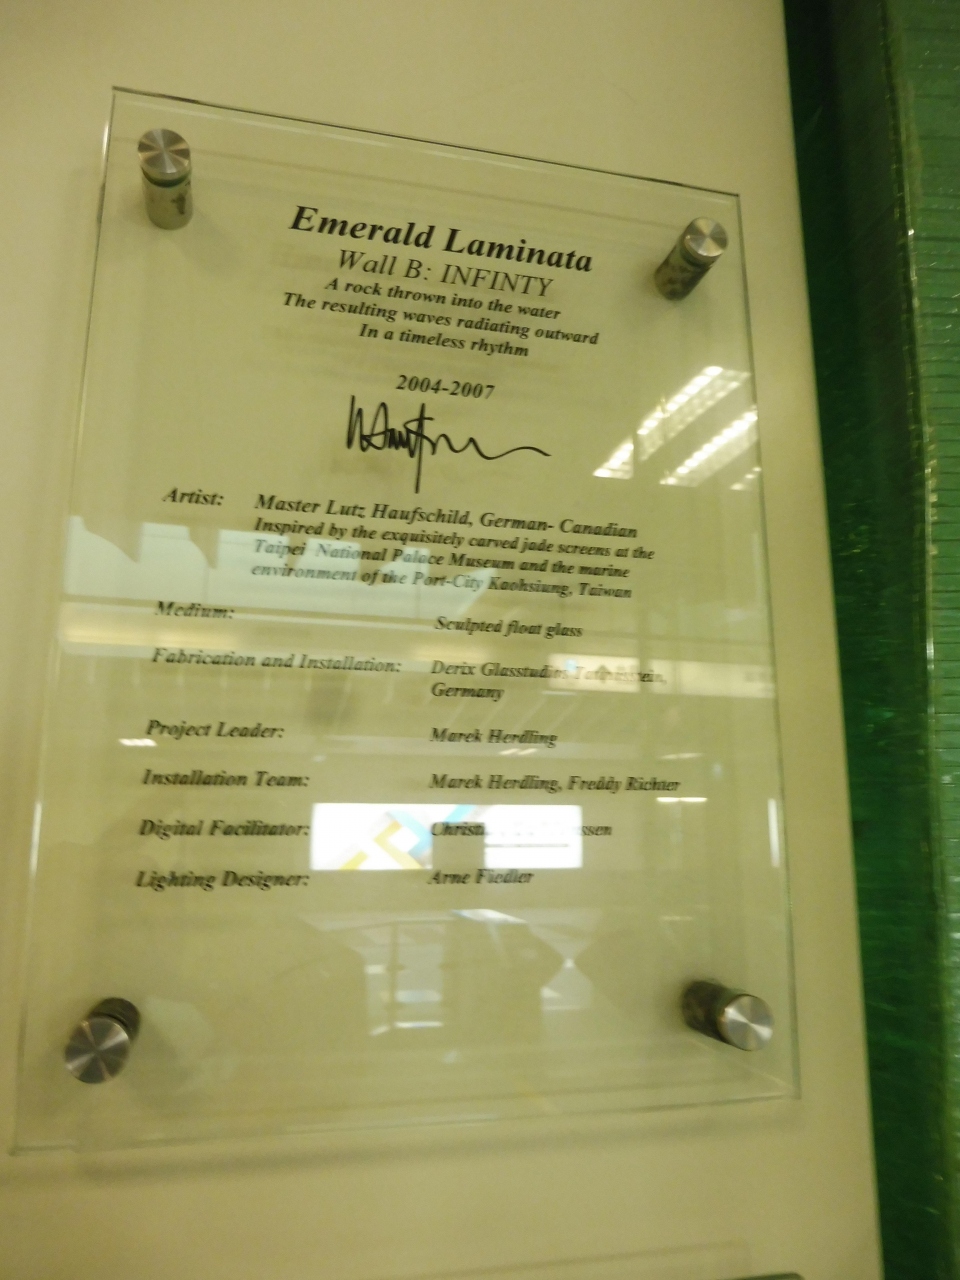 Emerald Laminata
Wall B: INFINTY
A rock thrown into the water
The resulting waves radiating outward
In a timeless rhythm
2004-2007
Artist: Master Lutz Haufschild, German- Canadian
Inspired by the exquisitely carved jade screens at the
Taipei National Palace Museum and the marine
environment of the Port-City Kaohsiung, Taiwan
Medium: Sculpted float glass
Fabrication and Installation: Derix Glasstudios
Germany
Project Leader: Marek Herdling
Installation Team: Marek Herdling, Freddy Richter
Digital Facilitator:
Lighting Designer: Arne Fiedler